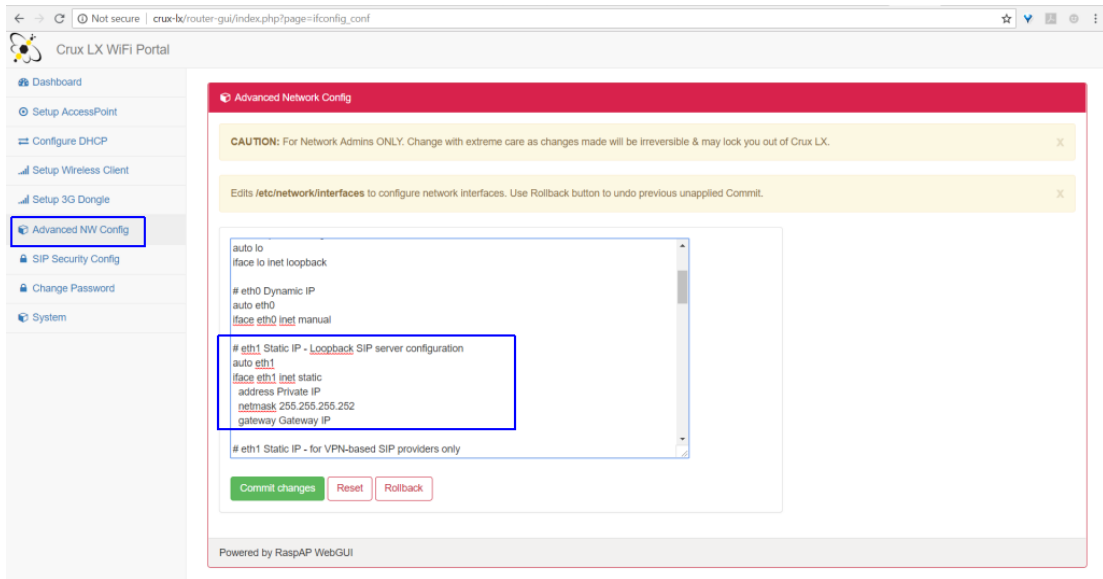 Not secure | crux-lx/router-gui/index.php?page=ifconfig_conf
Crux LX WiFi Portal
Dashboard
Setup AccessPoint
Configure DHCP
Setup Wireless Client
Setup 3G Dongle
Advanced NW Config
SIP Security Config
Change Password
System
Advanced Network Config
CAUTION: For Network Admins ONLY. Change with extreme care as changes made will be irreversible & may lock you out of Crux LX.
x
Edits /etc/network/interfaces to configure network interfaces. Use Rollback button to undo previous unapplied Commit.
x
auto lo
iface lo inet loopback
# eth0 Dynamic IP
auto eth0
iface eth0 inet manual
# eth1 Static IP - Loopback SIP server configuration
auto eth1
iface eth1 inet static
address Private IP
netmask 255.255.255.252
gateway Gateway IP
# eth1 Static IP - for VPN-based SIP providers only
Commit changes
Reset
Rollback
Powered by RaspAP WebGUI